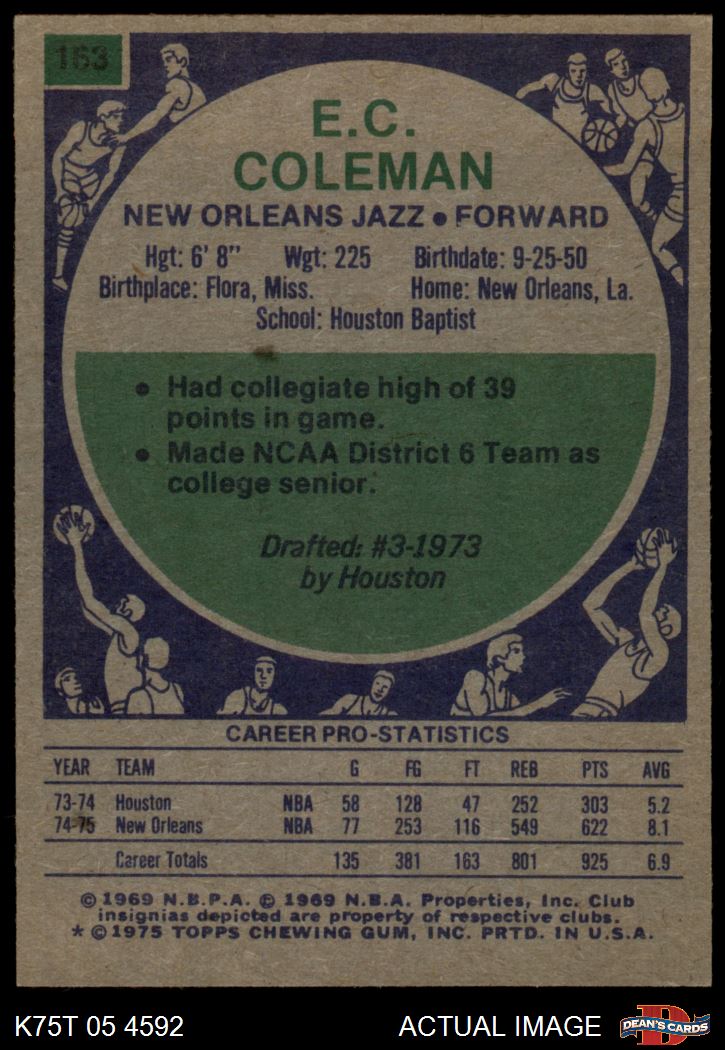 163
E.C.
COLEMAN
NEW ORLEANS JAZZ • FORWARD
Hgt: 6' 8" Wgt: 225 Birthdate: 9-25-50
Birthplace: Flora, Miss. Home: New Orleans, La.
School: Houston Baptist
• Had collegiate high of 39
points in game.
• Made NCAA District 6 Team as
college senior.
Drafted: #3-1973
by Houston
CAREER PRO-STATISTICS
YEAR TEAM G FG FT REB PTS AVG
73-74 Houston NBA 58 128 47 252 303 5.2
74-75 New Orleans NBA 77 253 116 549 622 8.1
Career Totals 135 381 163 801 925 6.9
© 1969 N.B.P.A. © 1969 N.B.A. Properties, Inc. Club
insignias depicted are property of respective clubs.
* © 1975 TOPPS CHEWING GUM, INC. PRTD. IN U.S.A.
K75T 05 4592 ACTUAL IMAGE D DEAN'S CARDS